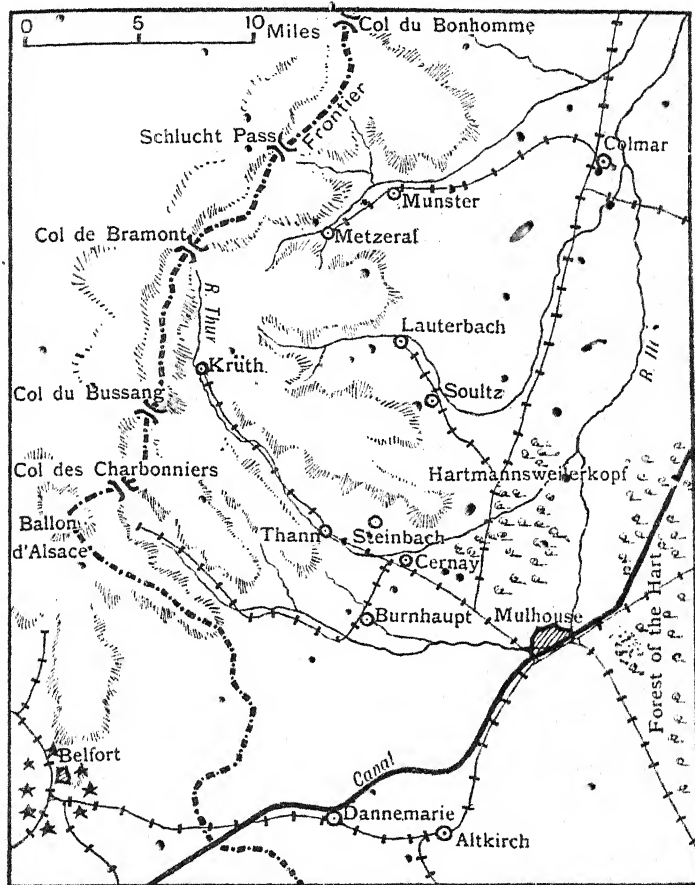 0 5 10
Miles
Col du Bonhomme
Frontier
Schlucht Pass
Colmar
Munster
Metzeral
Col de Bramont
R. Thur
Lauterbach
R. Ill
Krüth
Col du Bussang
Soultz
Col des Charbonniers
Hartmannsweilerkopf
Ballon
d'Alsace
Thann
Steinbach
Cernay
Burnhaupt
Mulhouse
Forest of the Hart
Belfort
Canal
Dannemarie
Altkirch